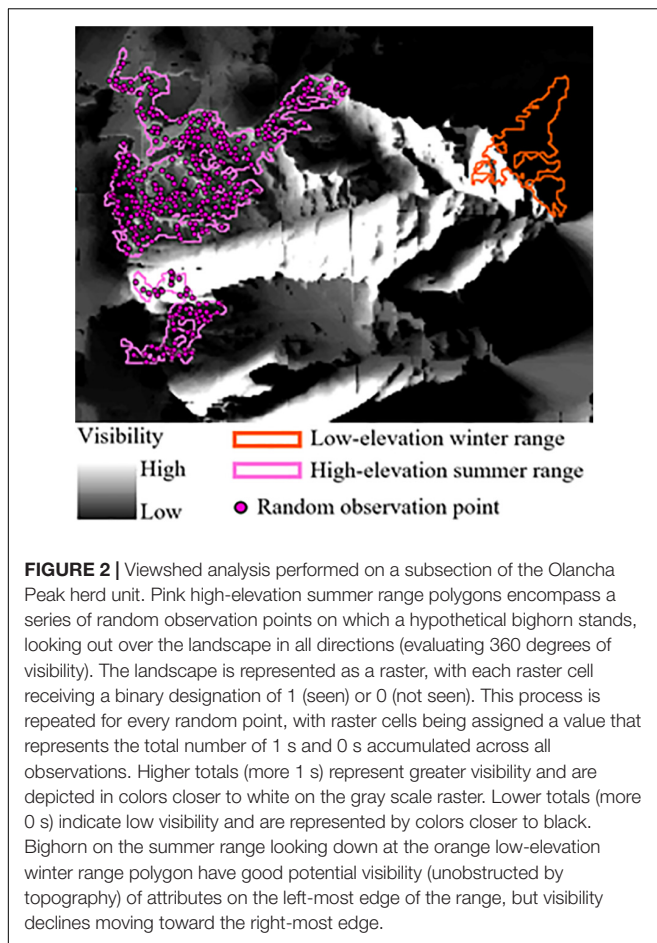 Visibility
High
Low
Low-elevation winter range
High-elevation summer range
Random observation point
FIGURE 2 | Viewshed analysis performed on a subsection of the Olancha
Peak herd unit. Pink high-elevation summer range polygons encompass a
series of random observation points on which a hypothetical bighorn stands,
looking out over the landscape in all directions (evaluating 360 degrees of
visibility). The landscape is represented as a raster, with each raster cell
receiving a binary designation of 1 (seen) or 0 (not seen). This process is
repeated for every random point, with raster cells being assigned a value that
represents the total number of 1 s and 0 s accumulated across all
observations. Higher totals (more 1 s) represent greater visibility and are
depicted in colors closer to white on the gray scale raster. Lower totals (more
0 s) indicate low visibility and are represented by colors closer to black.
Bighorn on the summer range looking down at the orange low-elevation
winter range polygon have good potential visibility (unobstructed by
topography) of attributes on the left-most edge of the range, but visibility
declines moving toward the right-most edge.